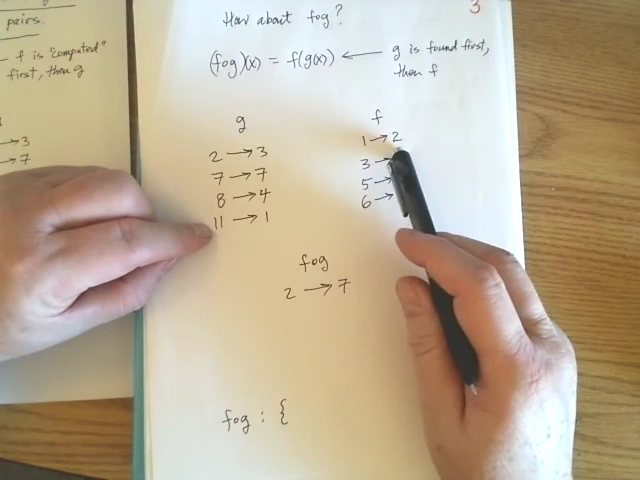 pairs.
f is "computed"
first, then g
→3
→7
3
How about fog?
(fog)(x) = f(g(x)) ← g is found first,
then f
g
2 → 3
7 → 7
8 → 4
11 → 1
f
1 → 2
3 →
5 →
6 →
fog
2 → 7
fog : {